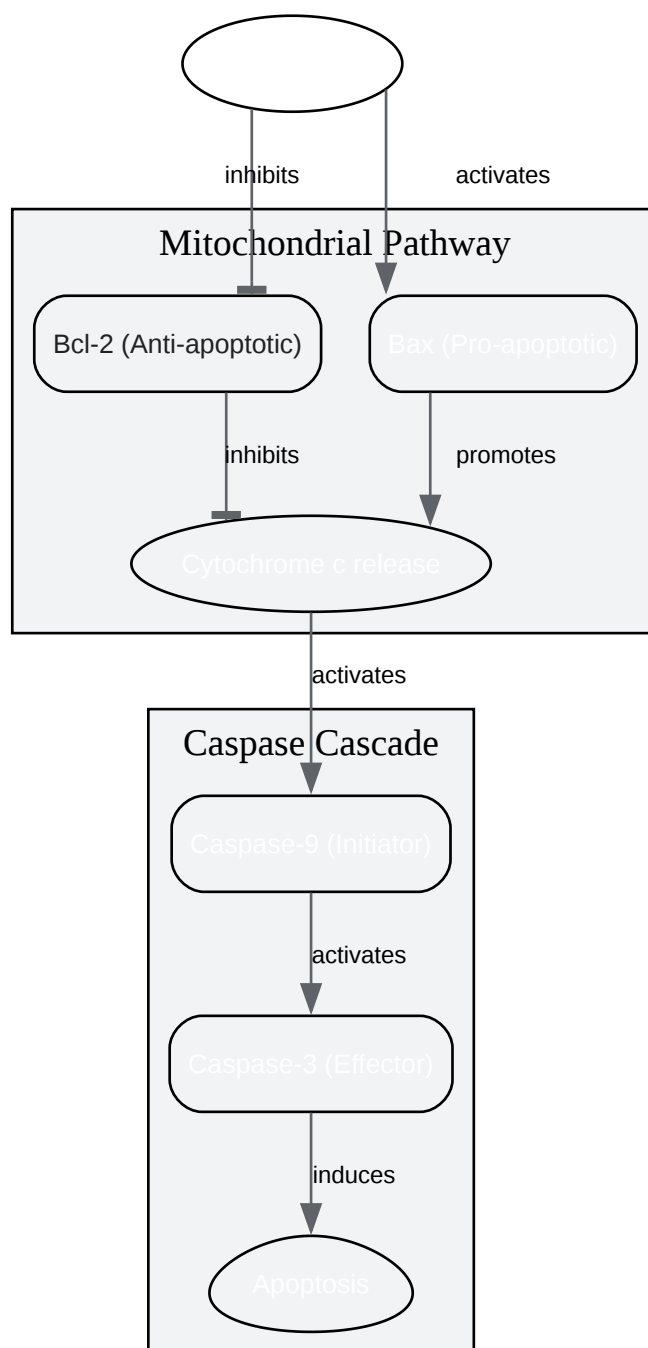 inhibits
activates
Mitochondrial Pathway
Bcl-2 (Anti-apoptotic)
Bax (Pro-apoptotic)
inhibits
promotes
Cytochrome c release
activates
Caspase Cascade
Caspase-9 (Initiator)
activates
Caspase-3 (Effector)
induces
Apoptosis